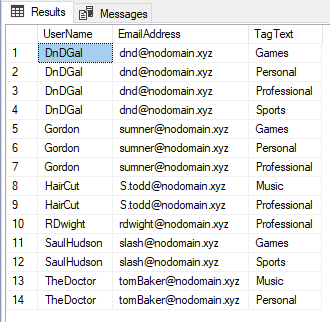 Results Messages
UserName EmailAddress TagText
1 DnDGal dnd@nodomain.xyz Games
2 DnDGal dnd@nodomain.xyz Personal
3 DnDGal dnd@nodomain.xyz Professional
4 DnDGal dnd@nodomain.xyz Sports
5 Gordon sumner@nodomain.xyz Games
6 Gordon sumner@nodomain.xyz Personal
7 Gordon sumner@nodomain.xyz Professional
8 HairCut S.todd@nodomain.xyz Music
9 HairCut S.todd@nodomain.xyz Professional
10 RDwight rdwight@nodomain.xyz Professional
11 SaulHudson slash@nodomain.xyz Games
12 SaulHudson slash@nodomain.xyz Sports
13 TheDoctor tomBaker@nodomain.xyz Music
14 TheDoctor tomBaker@nodomain.xyz Personal